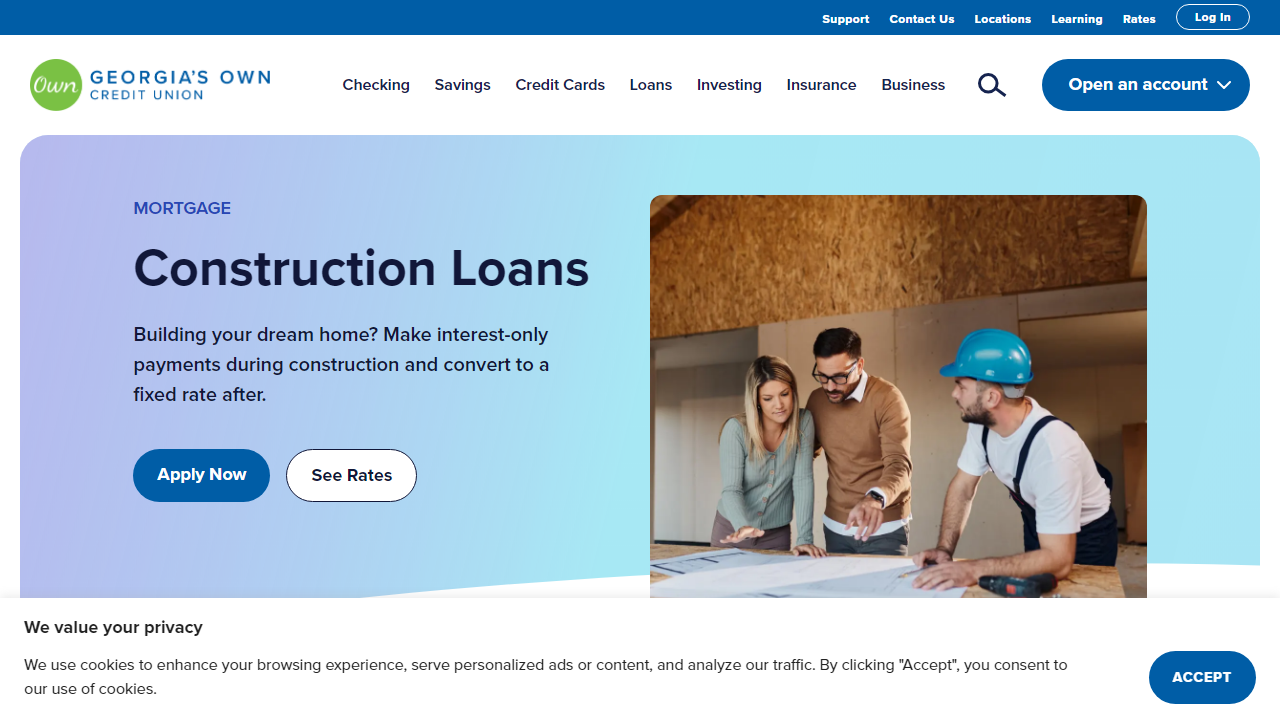 Support Contact Us Locations Learning Rates Log In
Own GEORGIA'S OWN
CREDIT UNION
Checking Savings Credit Cards Loans Investing Insurance Business Open an account
MORTGAGE
Construction Loans
Building your dream home? Make interest-only
payments during construction and convert to a
fixed rate after.
Apply Now See Rates
We value your privacy
We use cookies to enhance your browsing experience, serve personalized ads or content, and analyze our traffic. By clicking "Accept", you consent to
our use of cookies.
ACCEPT